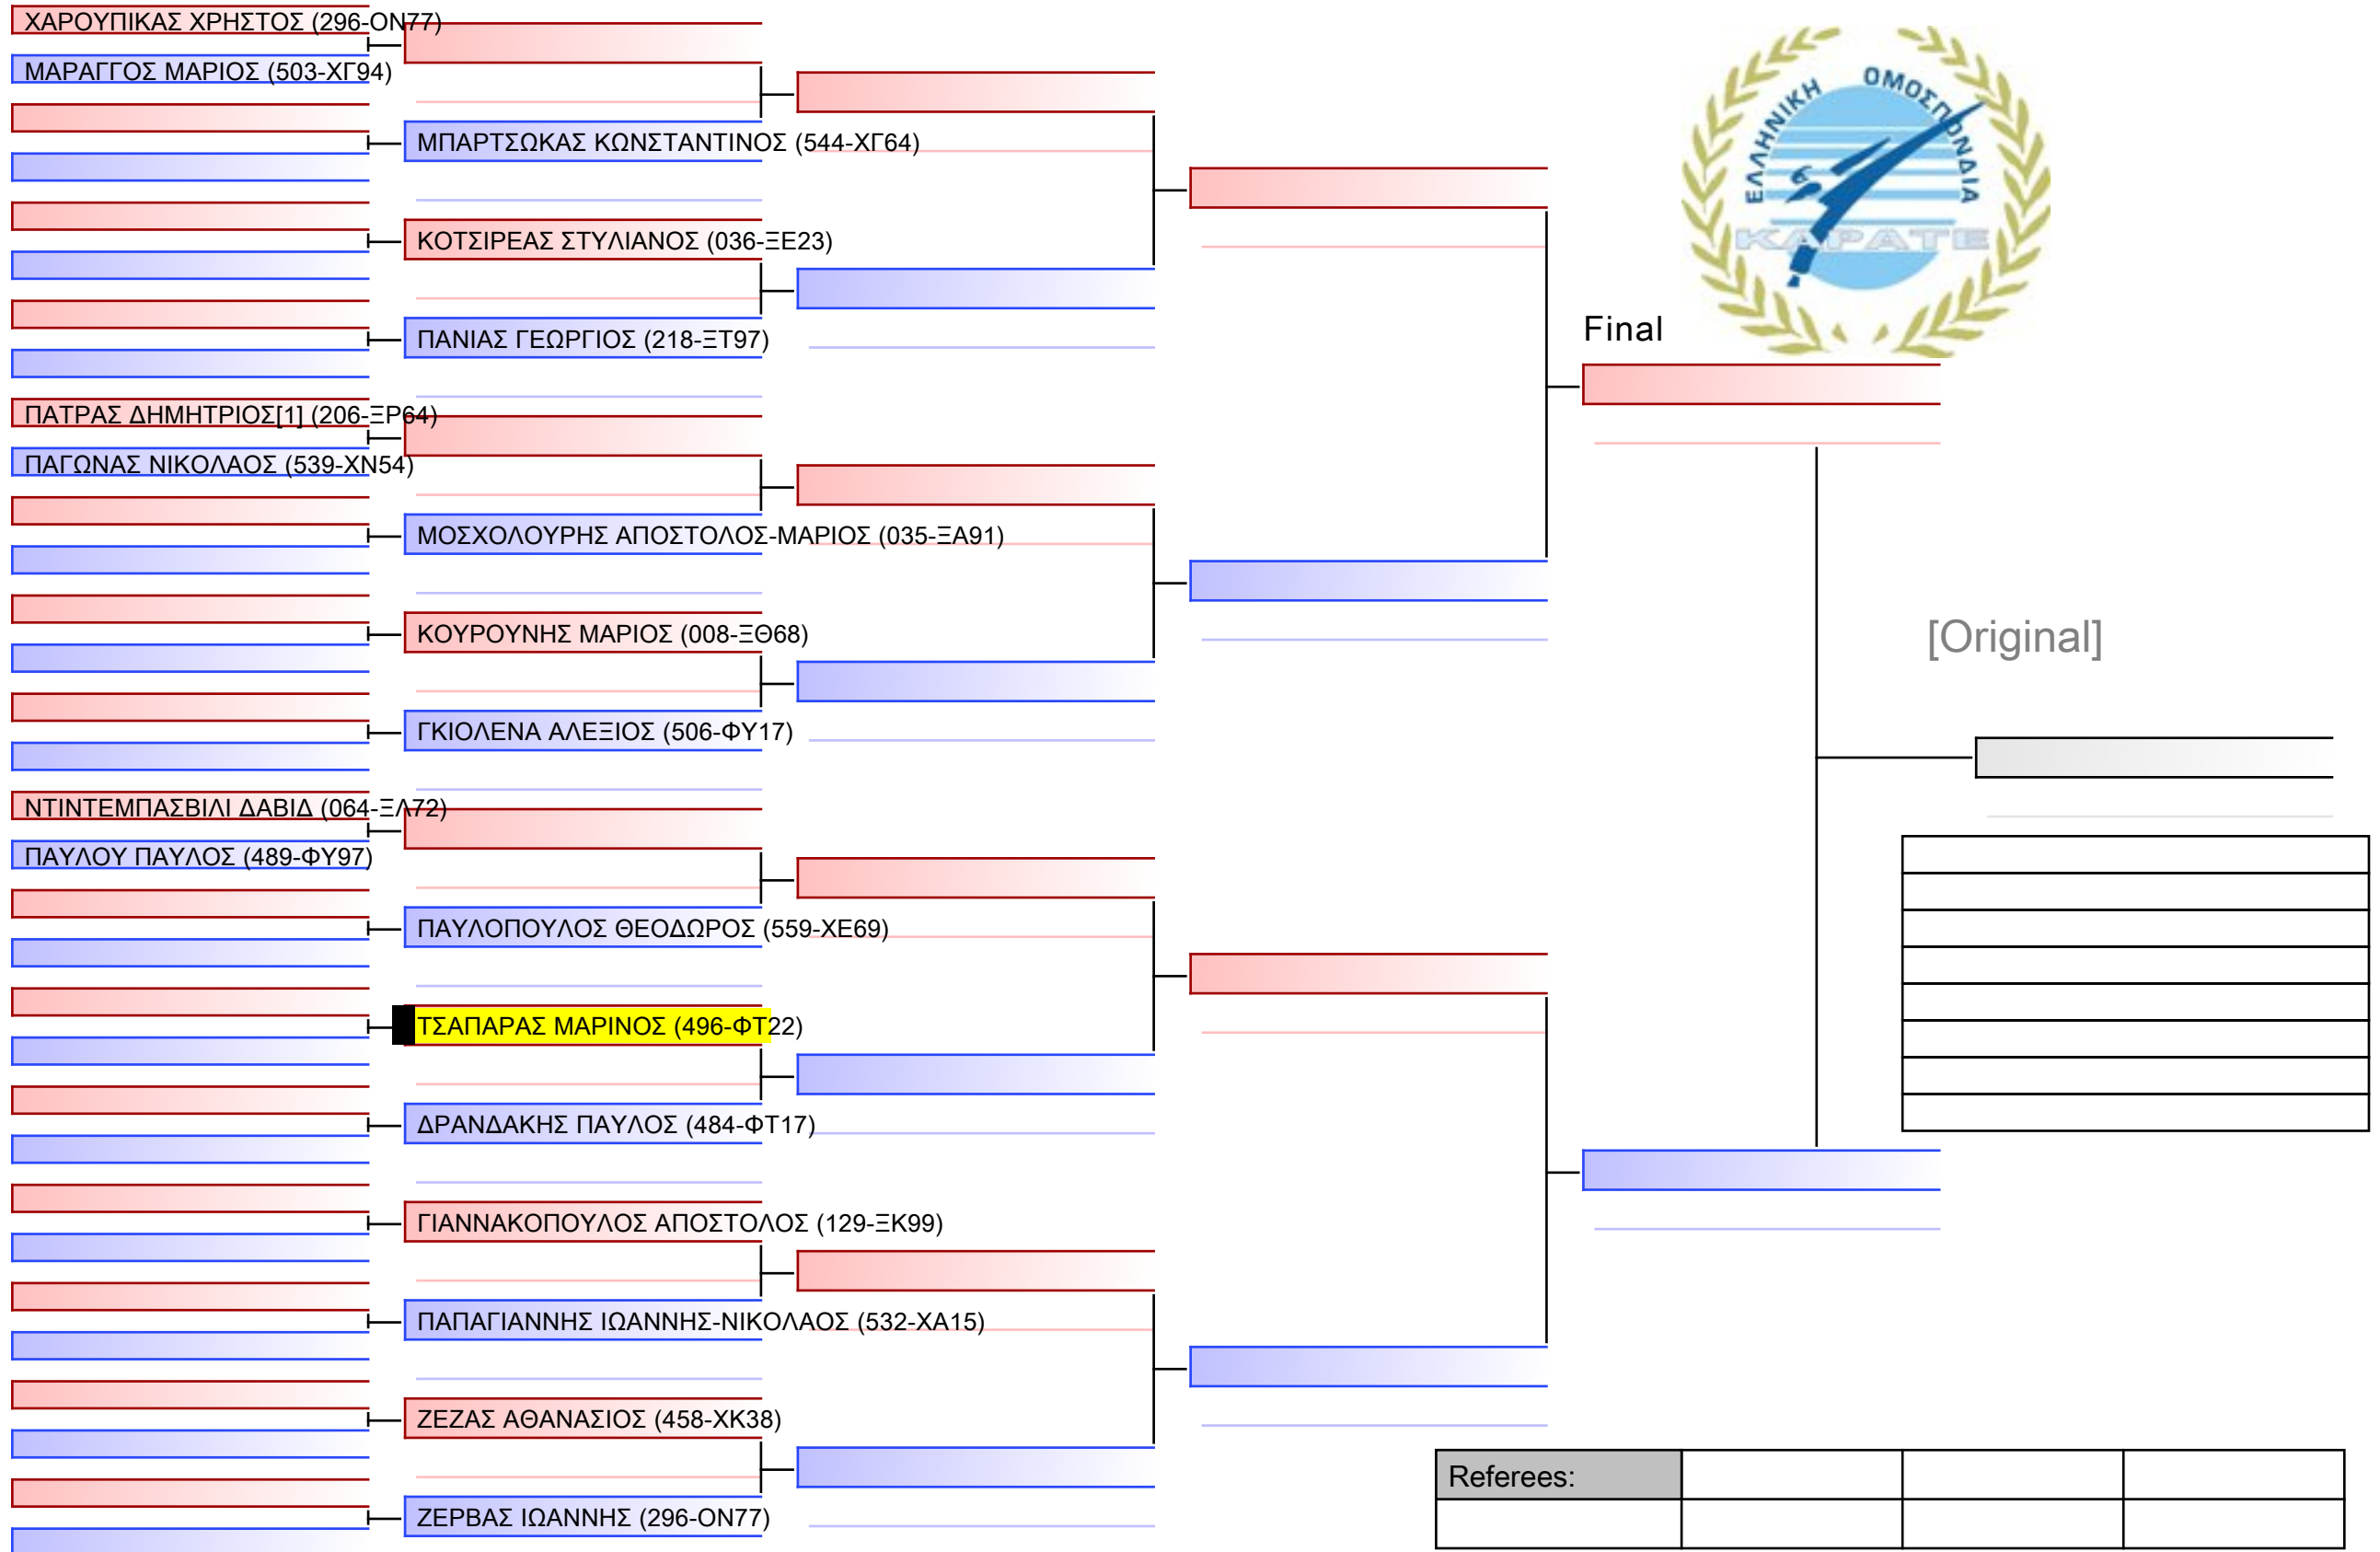 ΧΑΡΟΥΠΙΚΑΣ ΧΡΗΣΤΟΣ (296-ΟΝ77)
ΜΑΡΑΓΓΟΣ ΜΑΡΙΟΣ (503-ΧΓ94)
ΜΠΑΡΤΣΩΚΑΣ ΚΩΝΣΤΑΝΤΙΝΟΣ (544-ΧΓ64)
ΚΟΤΣΙΡΕΑΣ ΣΤΥΛΙΑΝΟΣ (036-ΞΕ23)
ΠΑΝΙΑΣ ΓΕΩΡΓΙΟΣ (218-ΞΤ97)
ΠΑΤΡΑΣ ΔΗΜΗΤΡΙΟΣ[1] (206-ΞΡ64)
ΠΑΓΩΝΑΣ ΝΙΚΟΛΑΟΣ (539-ΧΝ54)
ΜΟΣΧΟΛΟΥΡΗΣ ΑΠΟΣΤΟΛΟΣ-ΜΑΡΙΟΣ (035-ΞΑ91)
ΚΟΥΡΟΥΝΗΣ ΜΑΡΙΟΣ (008-ΞΘ68)
ΓΚΙΟΛΕΝΑ ΑΛΕΞΙΟΣ (506-ΦΥ17)
ΝΤΙΝΤΕΜΠΑΣΒΙΛΙ ΔΑΒΙΔ (064-ΞΛ72)
ΠΑΥΛΟΥ ΠΑΥΛΟΣ (489-ΦΥ97)
ΠΑΥΛΟΠΟΥΛΟΣ ΘΕΟΔΩΡΟΣ (559-ΧΕ69)
ΤΣΑΠΑΡΑΣ ΜΑΡΙΝΟΣ (496-ΦΤ22)
ΔΡΑΝΔΑΚΗΣ ΠΑΥΛΟΣ (484-ΦΤ17)
ΓΙΑΝΝΑΚΟΠΟΥΛΟΣ ΑΠΟΣΤΟΛΟΣ (129-ΞΚ99)
ΠΑΠΑΓΙΑΝΝΗΣ ΙΩΑΝΝΗΣ-ΝΙΚΟΛΑΟΣ (532-ΧΑ15)
ΖΕΖΑΣ ΑΘΑΝΑΣΙΟΣ (458-ΧΚ38)
ΖΕΡΒΑΣ ΙΩΑΝΝΗΣ (296-ΟΝ77)
ΕΛΛΗΝΙΚΗ ΟΜΟΣΠΟΝΔΙΑ
ΚΑΡΑΤΕ
Final
[Original]
Referees: